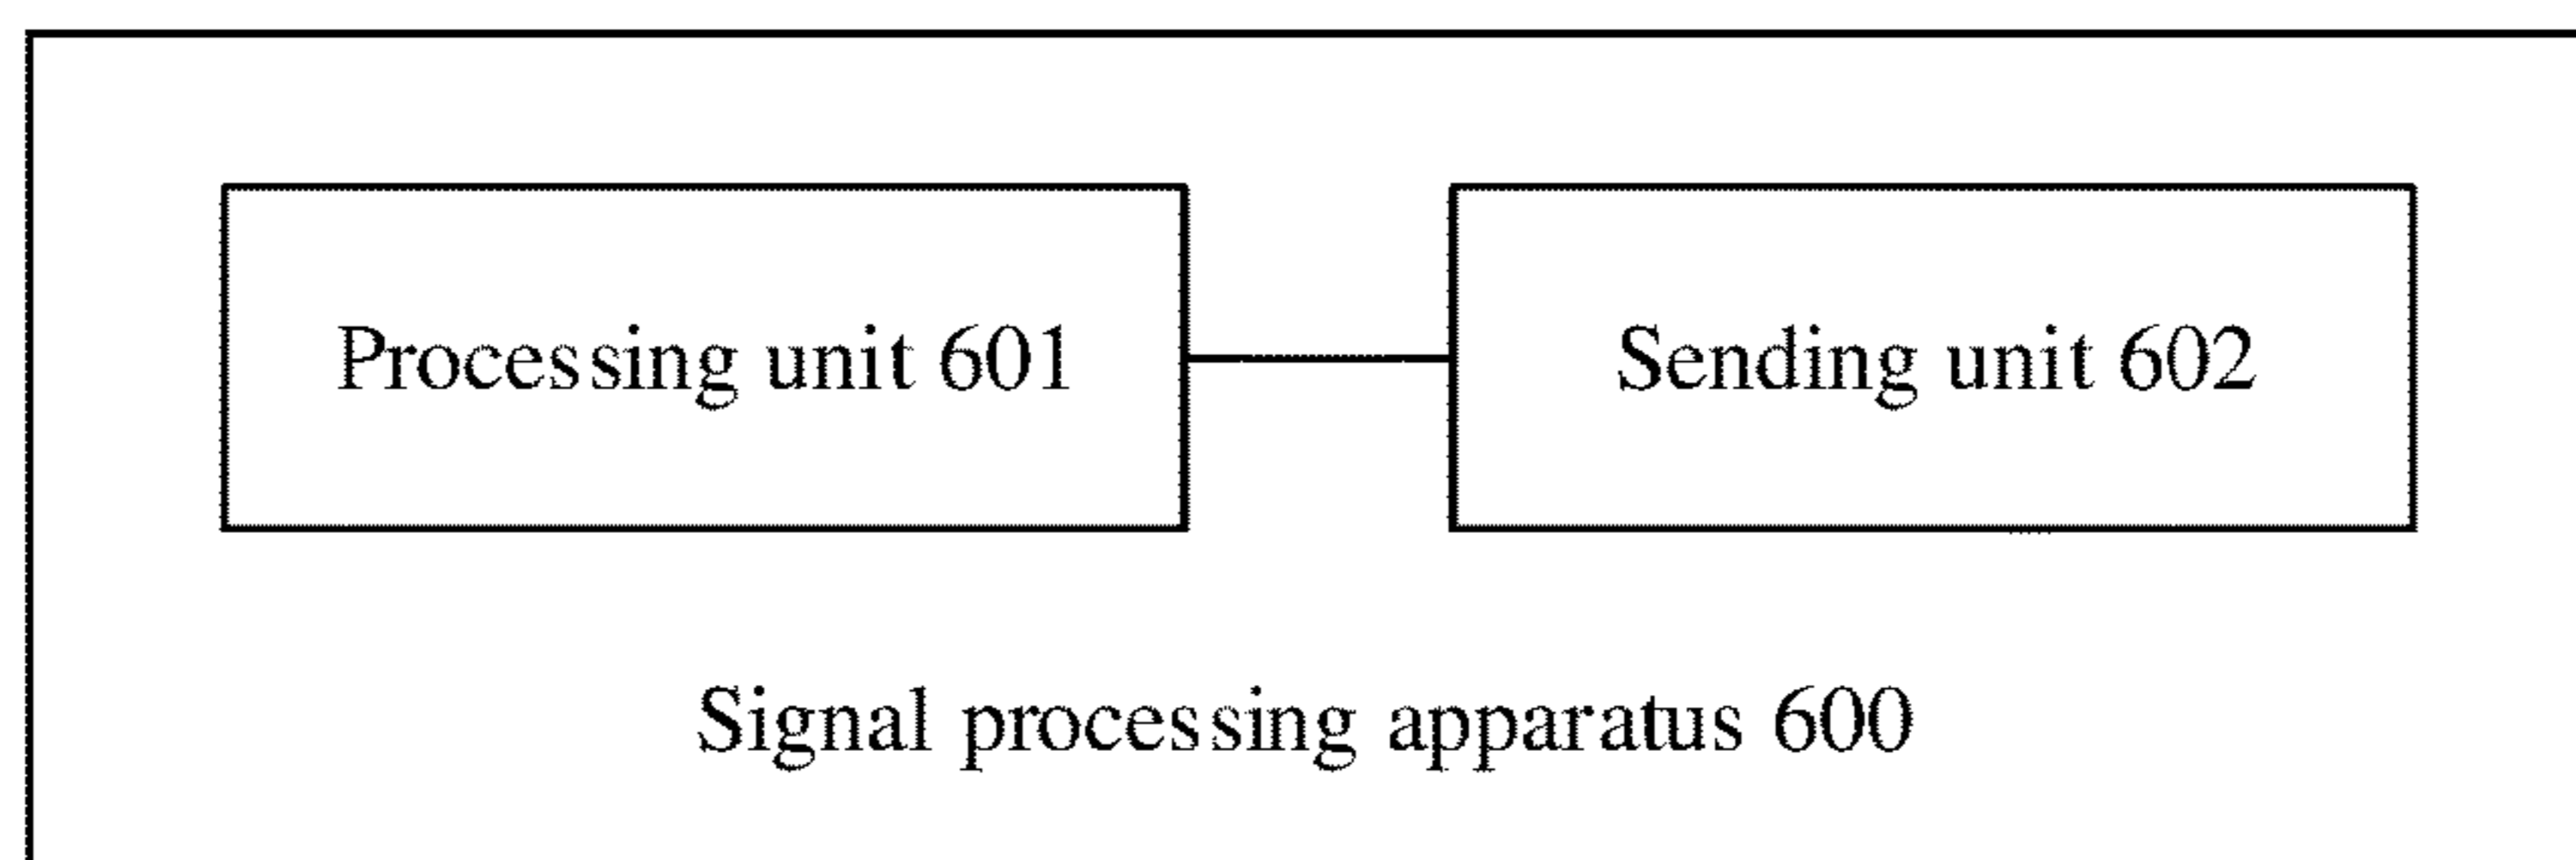 Processing unit 601
Sending unit 602
Signal processing apparatus 600